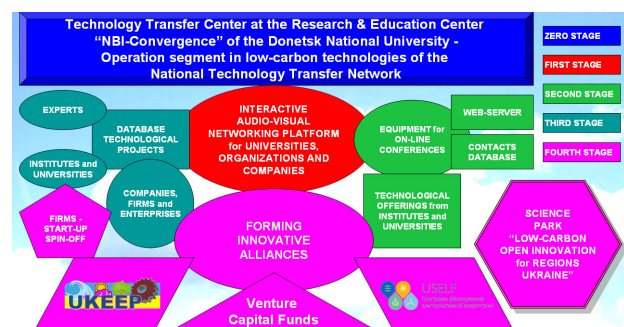 Technology Transfer Center at the Research & Education Center
“NBI-Convergence” of the Donetsk National University -
Operation segment in low-carbon technologies of the
National Technology Transfer Network
ZERO STAGE
FIRST STAGE
SECOND STAGE
THIRD STAGE
FOURTH STAGE
EXPERTS
DATABASE
TECHNOLOGICAL
PROJECTS
INTERACTIVE
AUDIO-VISUAL
NETWORKING PLATFORM
for UNIVERSITIES,
ORGANIZATIONS AND
COMPANIES
EQUIPMENT for
ON-LINE
CONFERENCES
WEB-SERVER
CONTACTS
DATABASE
INSTITUTES and
UNIVERSITIES
COMPANIES,
FIRMS and
ENTERPRISES
TECHNOLOGICAL
OFFERINGS from
INSTITUTES and
UNIVERSITIES
FIRMS -
START-UP
SPIN-OFF
FORMING
INNOVATIVE
ALLIANCES
SCIENCE
PARK
“LOW-CARBON
OPEN INNOVATION
for REGIONS
UKRAINE”
UKEEP
USELF
Venture
Capital Funds